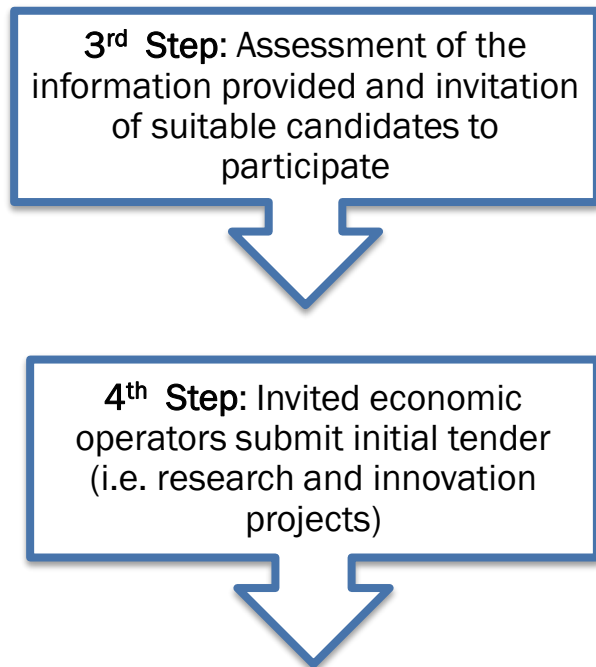 3rd Step: Assessment of the
information provided and invitation
of suitable candidates to
participate
4th Step: Invited economic
operators submit initial tender
(i.e. research and innovation
projects)